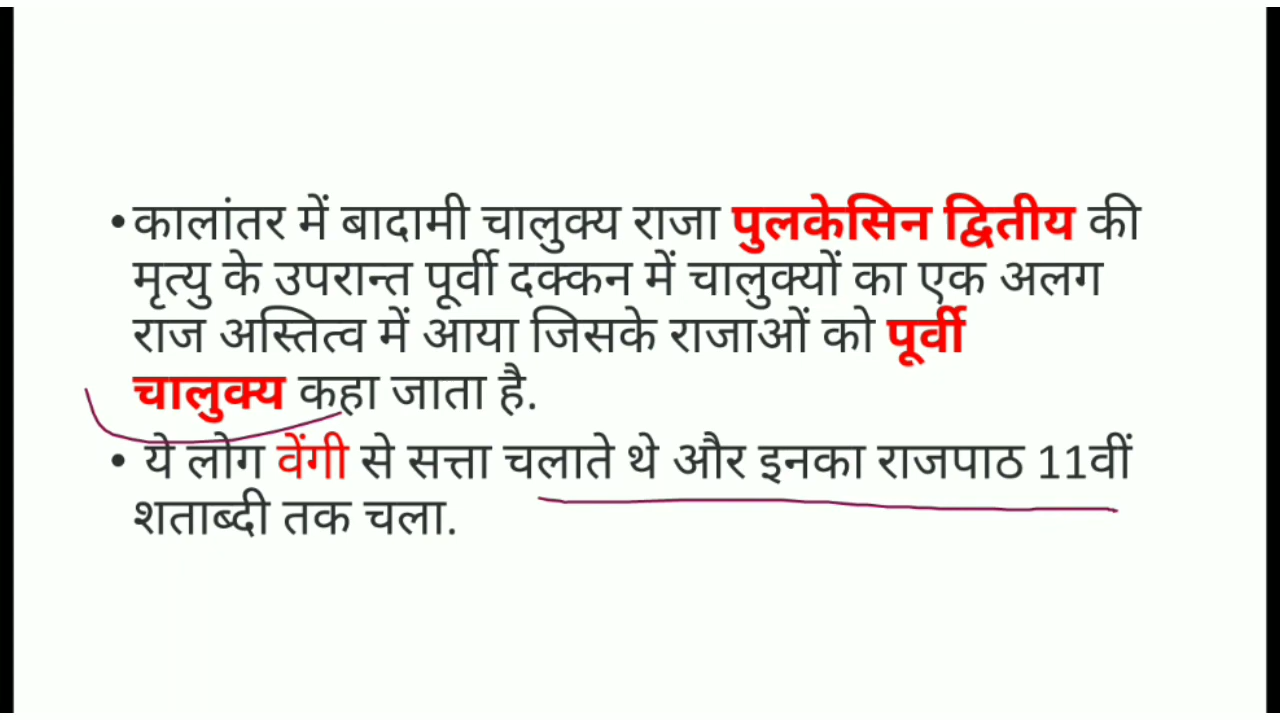 •कालांतर में बादामी चालुक्य राजा पुलकेसिन द्वितीय की
मृत्यु के उपरान्त पूर्वी दक्कन में चालुक्यों का एक अलग
राज अस्तित्व में आया जिसके राजाओं को पूर्वी
चालुक्य कहा जाता है.
• ये लोग वेंगी से सत्ता चलाते थे और इनका राजपाठ 11वीं
शताब्दी तक चला.